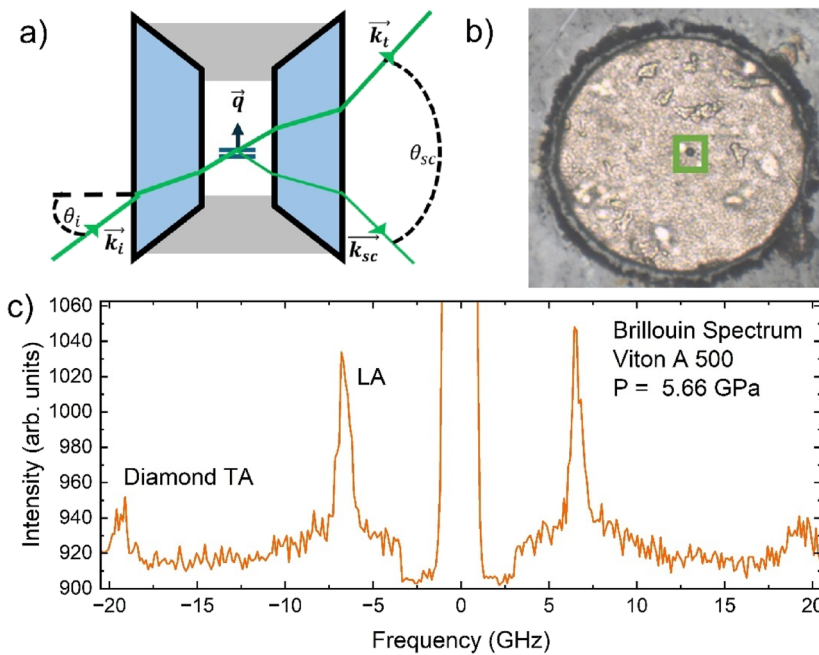 a)
k_t
q
θ_sc
θ_i
k_i
k_sc
b)
c)
Brillouin Spectrum
Viton A 500
P = 5.66 GPa
LA
Diamond TA
Intensity (arb. units)
1060
1040
1020
1000
980
960
940
920
900
-20 -15 -10 -5 0 5 10 15 20
Frequency (GHz)